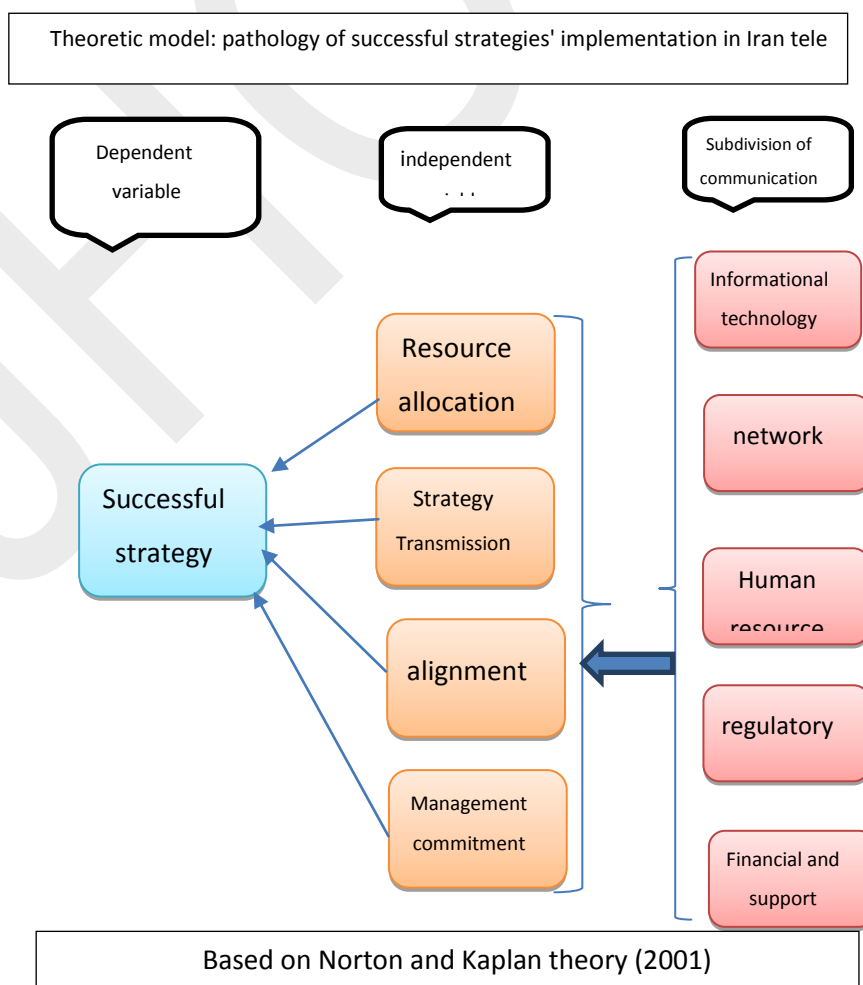 Theoretic model: pathology of successful strategies' implementation in Iran tele
Dependent
variable
independent
Subdivision of
communication
Informational
technology
Resource
allocation
network
Successful
strategy
Strategy
Transmission
Human
resource
alignment
regulatory
Management
commitment
Financial and
support
Based on Norton and Kaplan theory (2001)